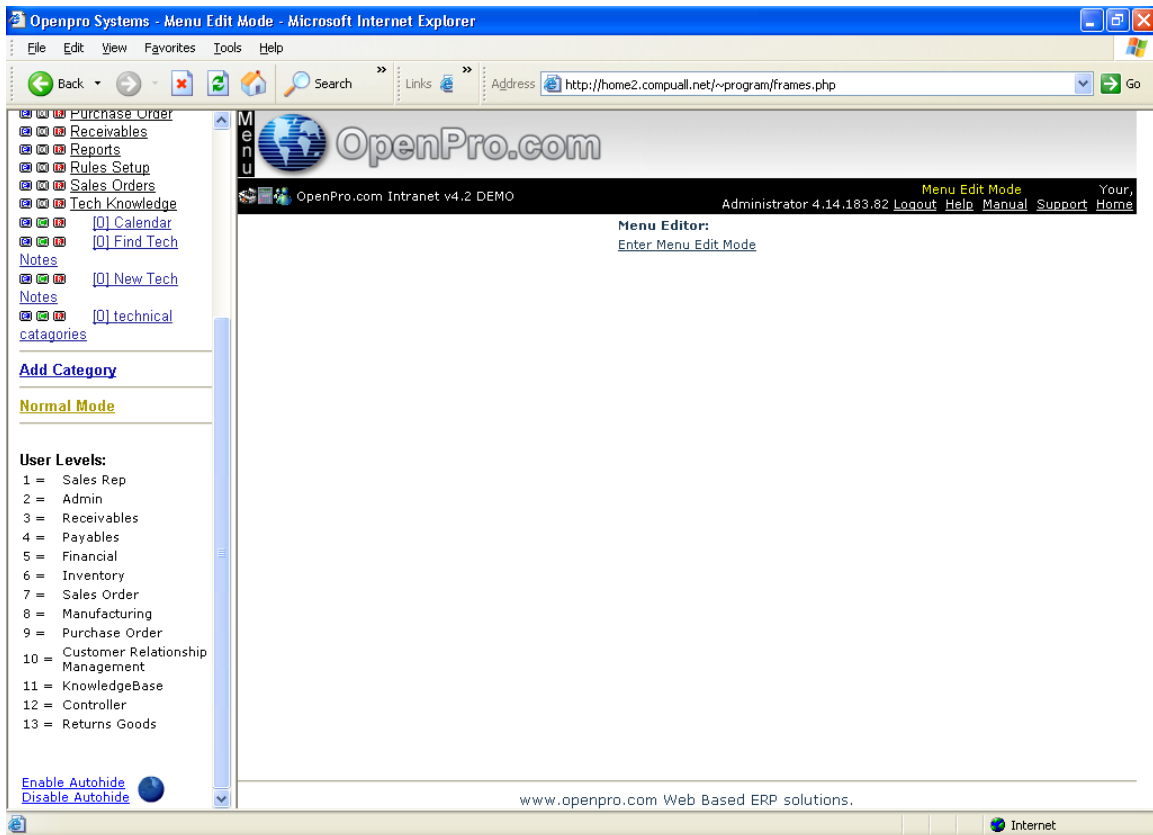 Openpro Systems - Menu Edit Mode - Microsoft Internet Explorer
File Edit View Favorites Tools Help
Back Search » Links » Address http://home2.compuall.net/~program/frames.php Go
Purchase Order
Receivables
Reports
Rules Setup
Sales Orders
Tech Knowledge
[0] Calendar
[0] Find Tech
Notes
[0] New Tech
Notes
[0] technical
catagories
Add Category
Normal Mode
User Levels:
1 = Sales Rep
2 = Admin
3 = Receivables
4 = Payables
5 = Financial
6 = Inventory
7 = Sales Order
8 = Manufacturing
9 = Purchase Order
10 = Customer Relationship
Management
11 = KnowledgeBase
12 = Controller
13 = Returns Goods
Enable Autohide
Disable Autohide
Menu
OpenPro.com
OpenPro.com Intranet v4.2 DEMO
Menu Edit Mode Your,
Administrator 4.14.183.82 Logout Help Manual Support Home
Menu Editor:
Enter Menu Edit Mode
www.openpro.com Web Based ERP solutions.
Internet